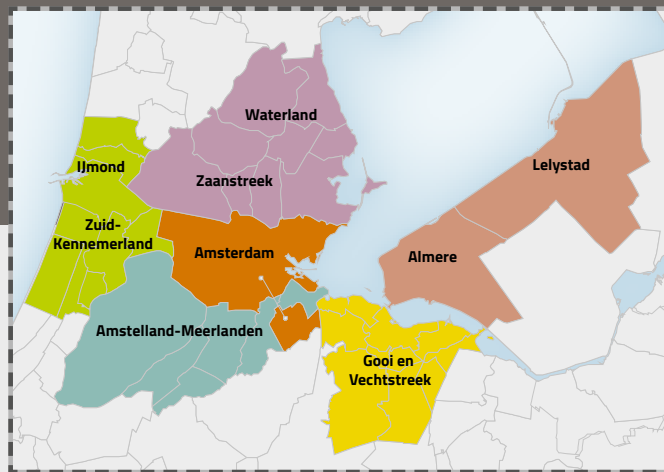 Waterland
IJmond
Zaanstreek
Lelystad
Zuid-
Kennemerland
Amsterdam
Almere
Amstelland-Meerlanden
Gooi en
Vechtstreek